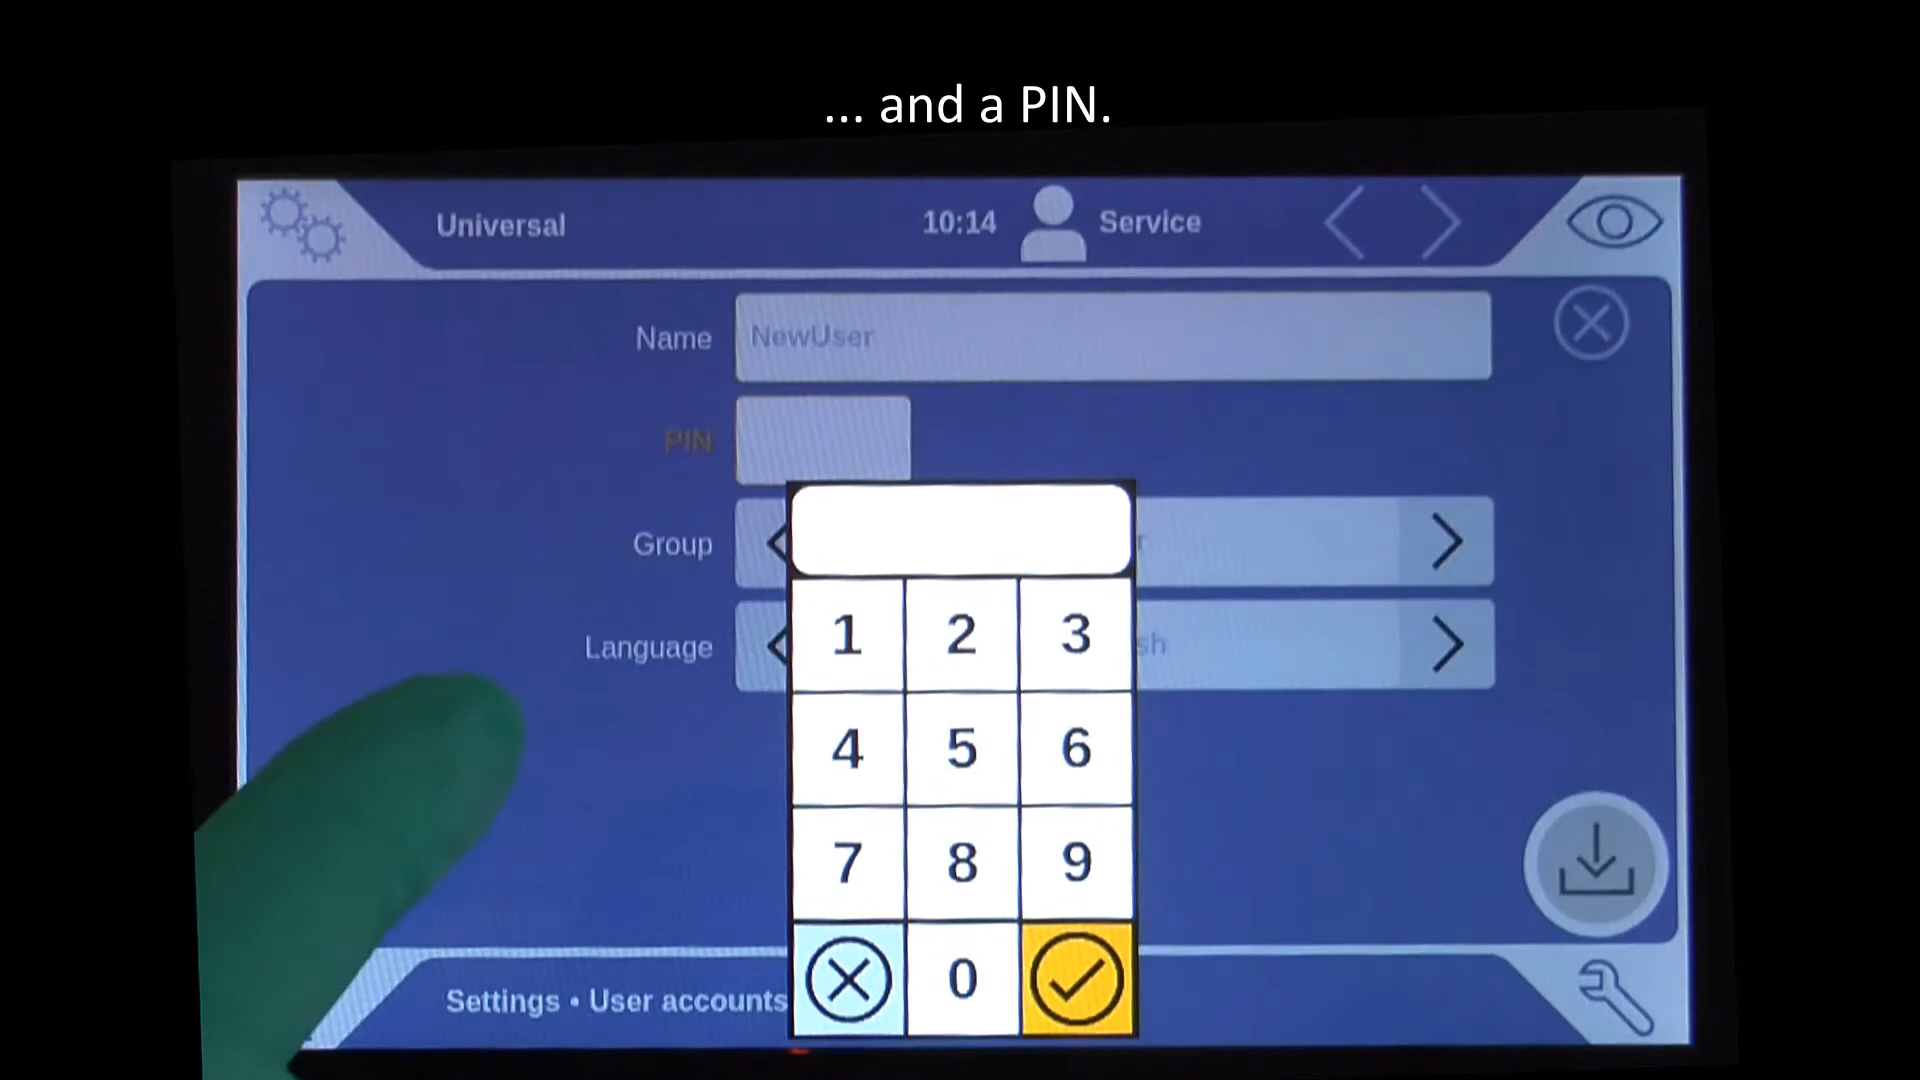 ... and a PIN.
Universal 10:14 Service
Name NewUser
PIN
Group
Language
1 2 3
4 5 6
7 8 9
0
Settings • User accounts